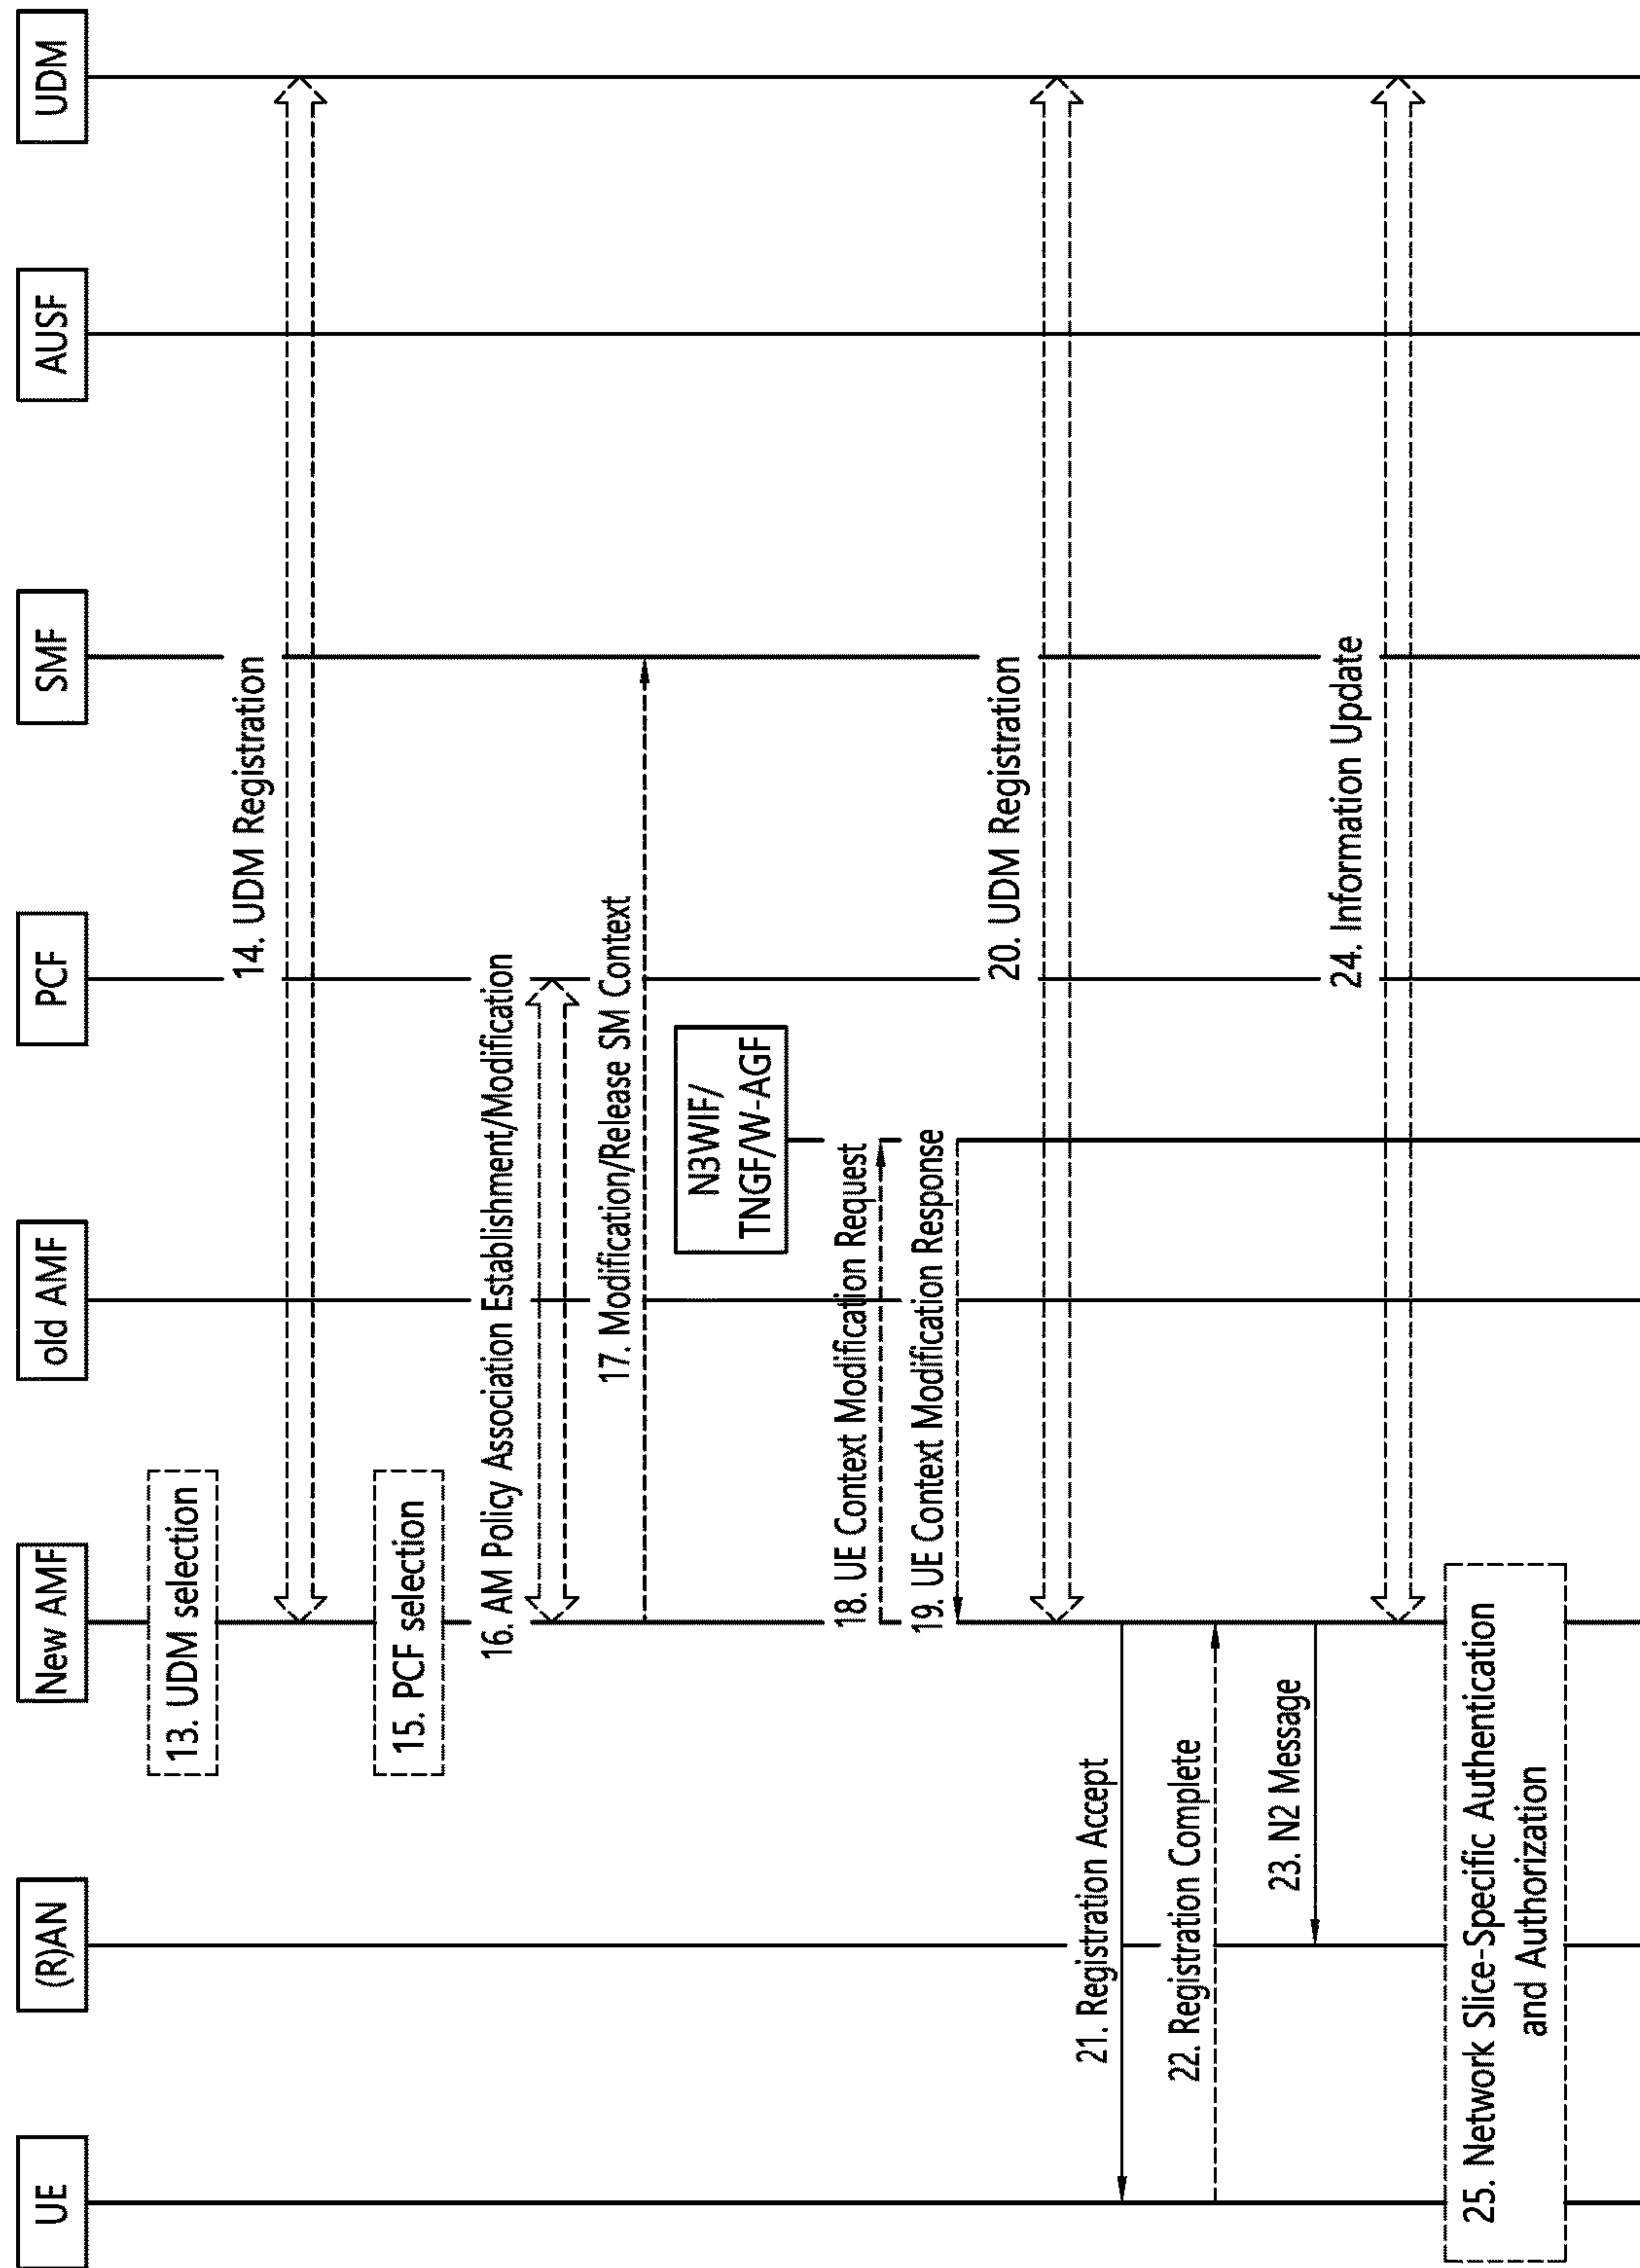 UE
(R)AN
New AMF
old AMF
PCF
SMF
AUSF
UDM
13. UDM selection
14. UDM Registration
15. PCF selection
16. AM Policy Association Establishment/Modification
17. Modification/Release SM Context
N3WIF/
TNGF/W-AGF
18. UE Context Modification Request
19. UE Context Modification Response
20. UDM Registration
21. Registration Accept
22. Registration Complete
23. N2 Message
24. Information Update
25. Network Slice-Specific Authentication
and Authorization